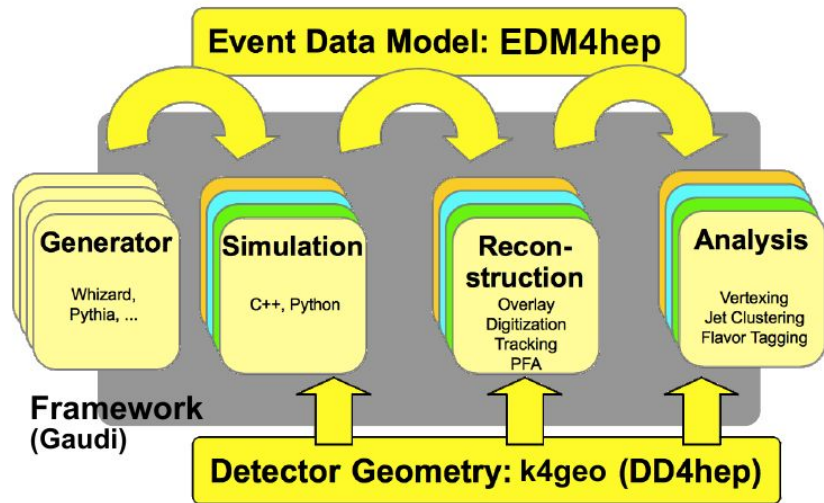 Event Data Model: EDM4hep
Generator
Whizard,
Pythia, ...
Simulation
C++, Python
Recon-
struction
Overlay
Digitization
Tracking
PFA
Analysis
Vertexing
Jet Clustering
Flavor Tagging
Framework
(Gaudi)
Detector Geometry: k4geo (DD4hep)